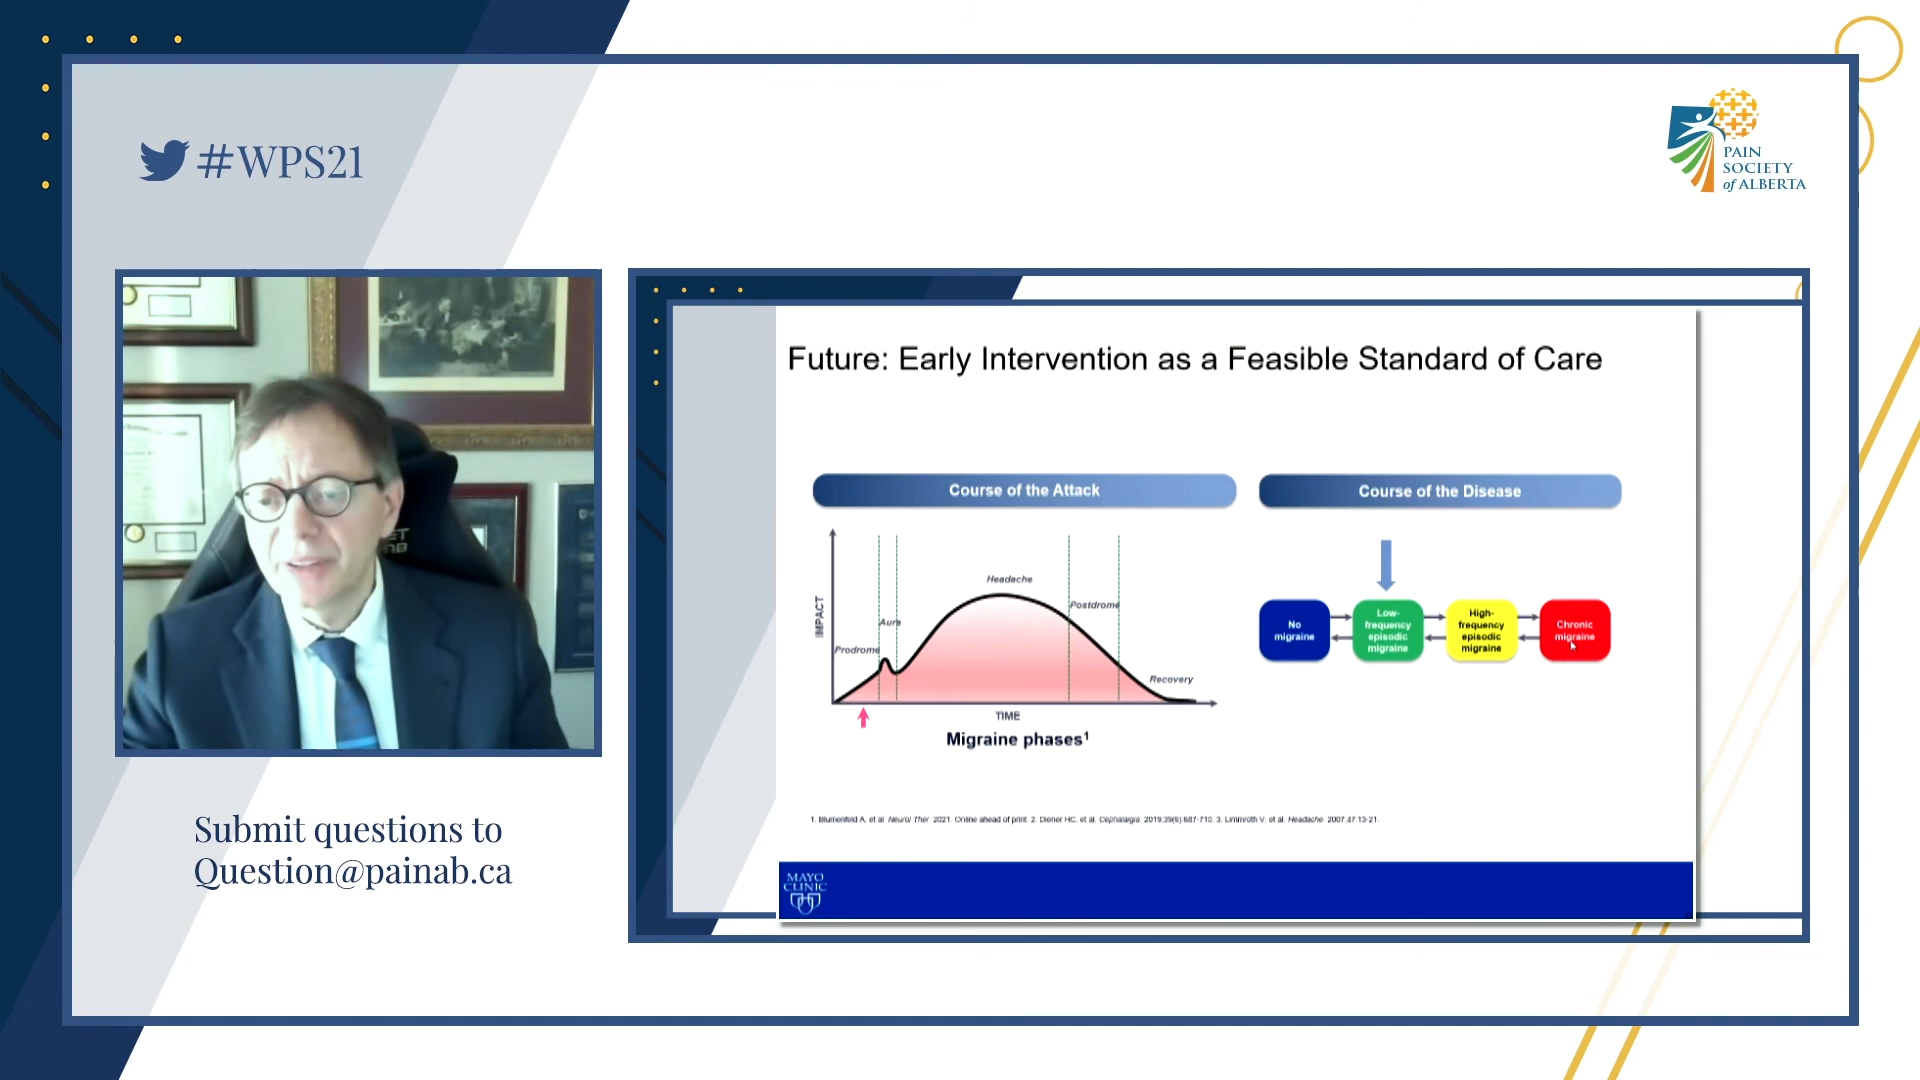 #WPS21
PAIN
SOCIETY
of ALBERTA
Future: Early Intervention as a Feasible Standard of Care
Course of the Attack
Course of the Disease
IMPACT
Prodrome
Aura
Headache
Postdrome
Recovery
TIME
Migraine phases1
No
migraine
Low-
frequency
episodic
migraine
High-
frequency
episodic
migraine
Chronic
migraine
1. Blumenfeld A, et al. Neurol Ther. 2021. Online ahead of print. 2. Diener HC, et al. Cephalalgia. 2019;39(6):687-710. 3. Limmroth V, et al. Headache. 2007;47:13-21.
MAYO
CLINIC
Submit questions to
Question@painab.ca